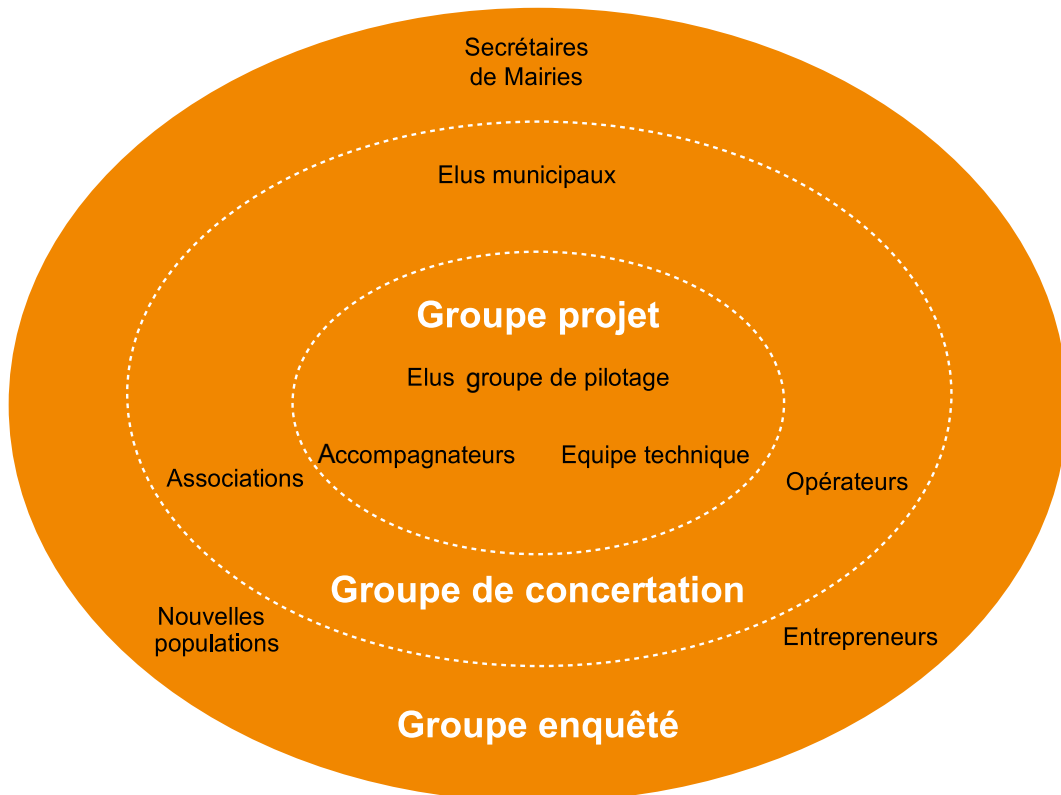 Secrétaires
de Mairies
Elus municipaux
Groupe projet
Elus groupe de pilotage
Accompagnateurs
Equipe technique
Associations
Opérateurs
Groupe de concertation
Nouvelles
populations
Entrepreneurs
Groupe enquêté